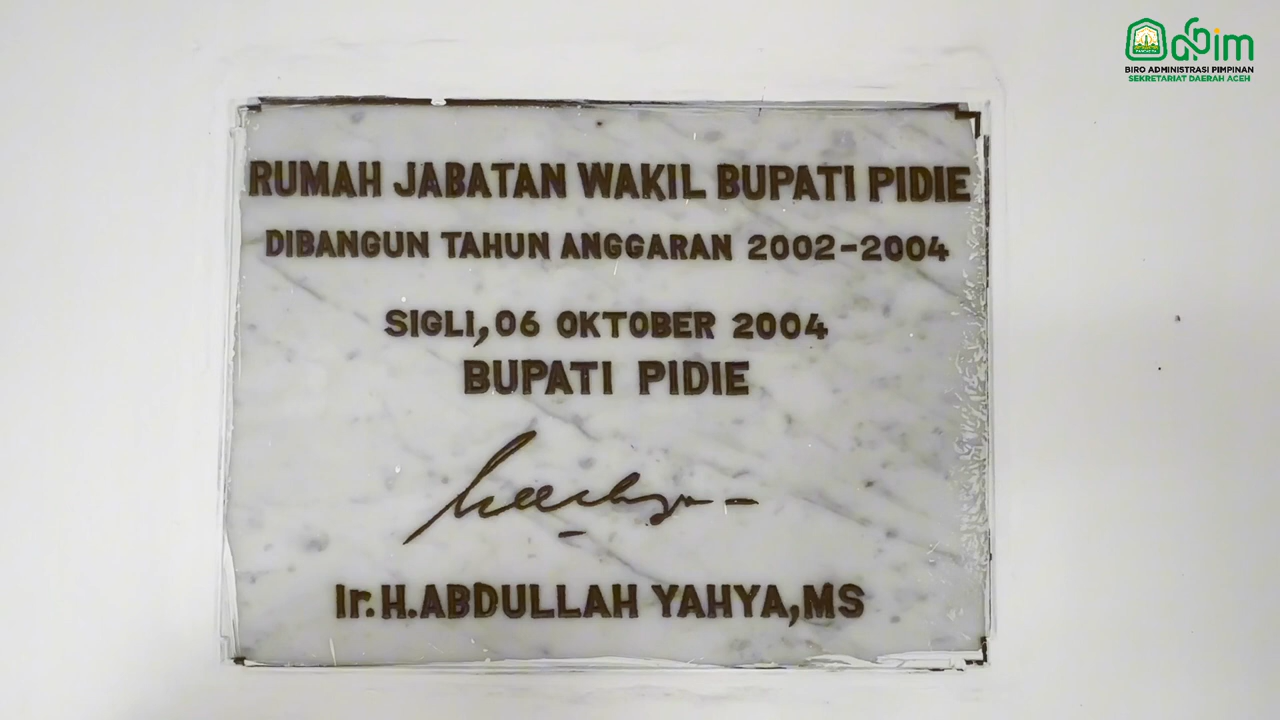 adpim
BIRO ADMINISTRASI PIMPINAN
SEKRETARIAT DAERAH ACEH
RUMAH JABATAN WAKIL BUPATI PIDIE
DIBANGUN TAHUN ANGGARAN 2002-2004
SIGLI, 06 OKTOBER 2004
BUPATI PIDIE
Ir.H.ABDULLAH YAHYA,MS